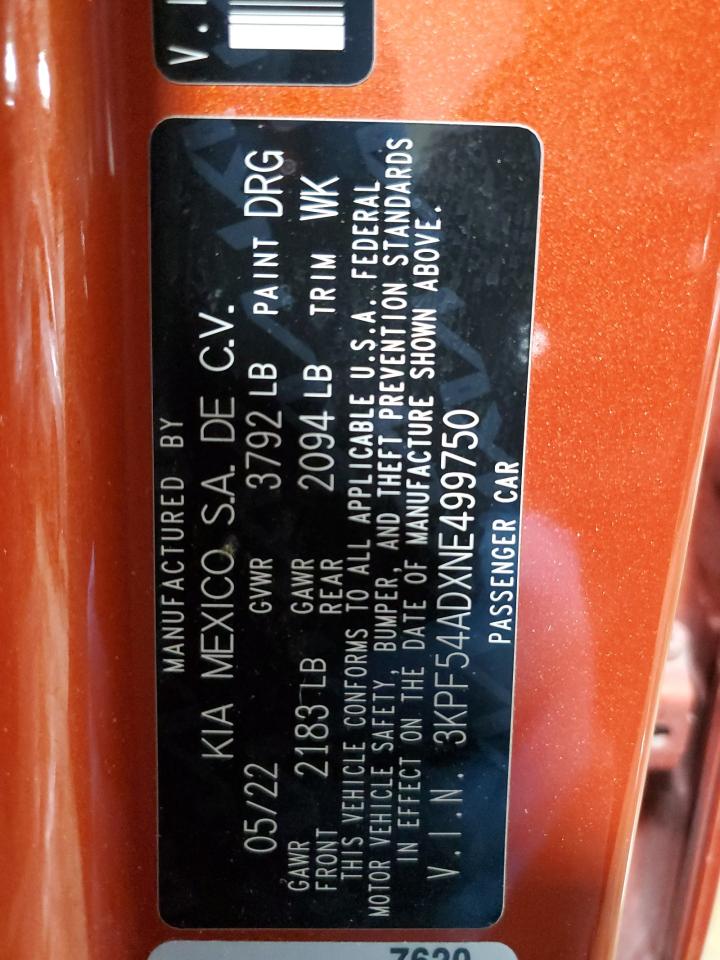 V.I
MANUFACTURED BY
KIA MEXICO, S.A. DE C.V.
05/22 GVWR 3792 LB PAINT DRG
GAWR FRONT 2183 LB GAWR REAR 2094 LB TRIM WK
THIS VEHICLE CONFORMS TO ALL APPLICABLE U.S.A. FEDERAL
MOTOR VEHICLE SAFETY, BUMPER, AND THEFT PREVENTION STANDARDS
IN EFFECT ON THE DATE OF MANUFACTURE SHOWN ABOVE.
V.I.N. 3KPF54ADXNE499750
PASSENGER CAR